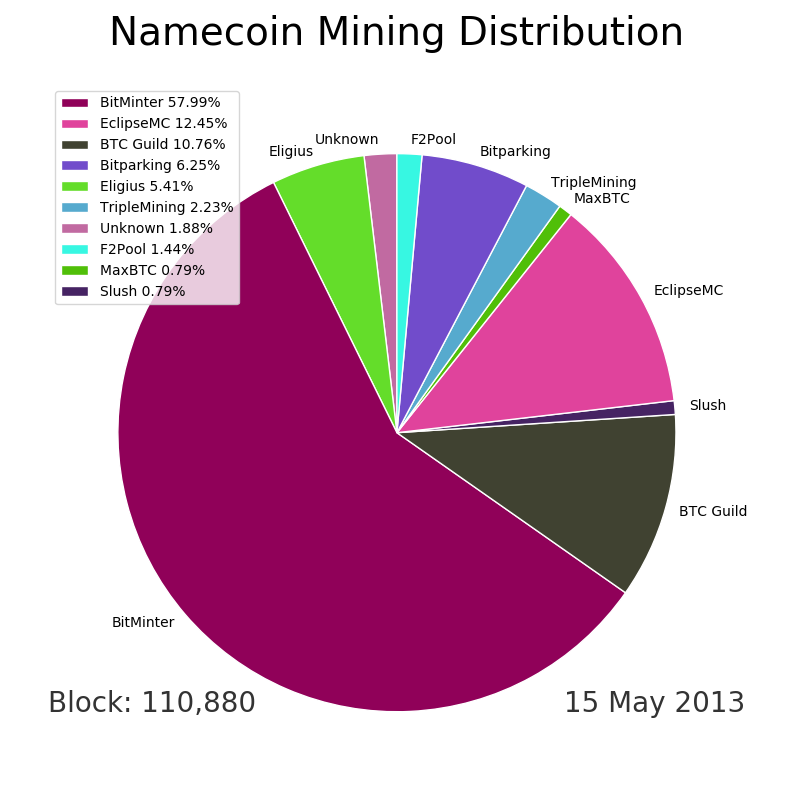 Namecoin Mining Distribution
BitMinter 57.99%
EclipseMC 12.45%
BTC Guild 10.76%
Bitparking 6.25%
Eligius 5.41%
TripleMining 2.23%
Unknown 1.88%
F2Pool 1.44%
MaxBTC 0.79%
Slush 0.79%
Eligius
Unknown
F2Pool
Bitparking
TripleMining
MaxBTC
EclipseMC
Slush
BTC Guild
BitMinter
Block: 110,880
15 May 2013